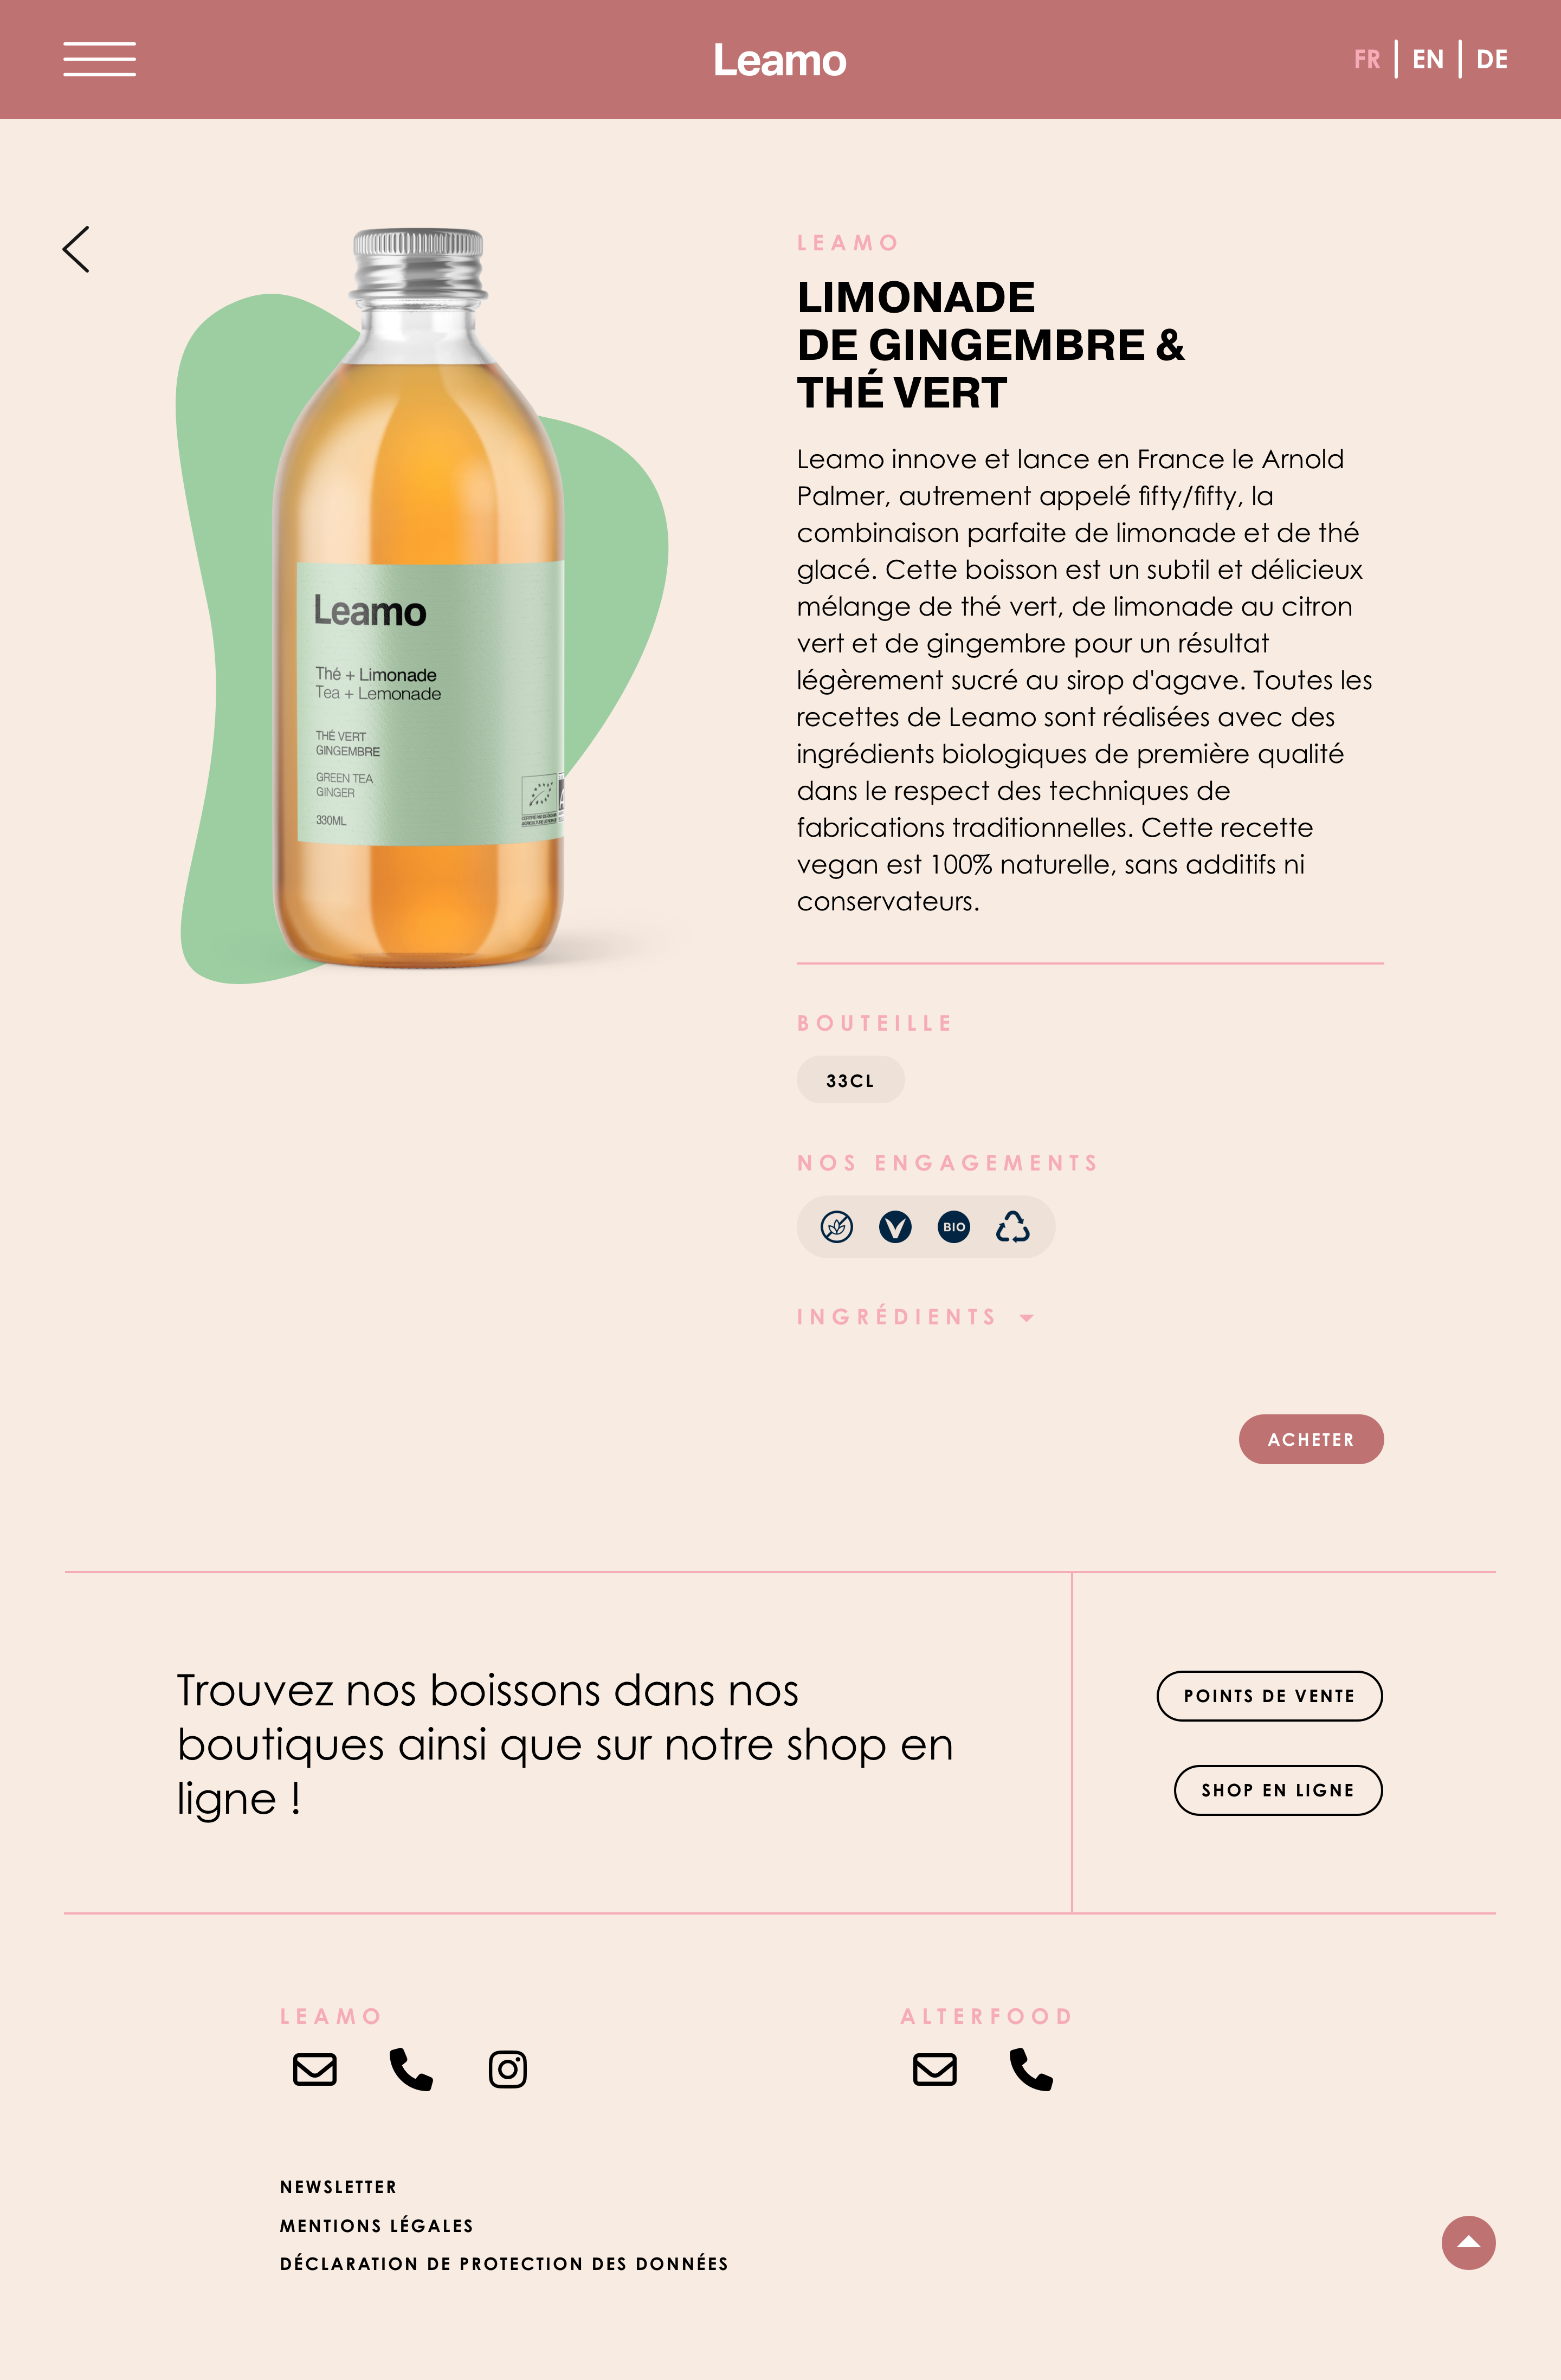 Leamo
FR | EN | DE
LEAMO
LIMONADE
DE GINGEMBRE &
THÉ VERT
Leamo innove et lance en France le Arnold
Palmer, autrement appelé fifty/fifty, la
combinaison parfaite de limonade et de thé
glacé. Cette boisson est un subtil et délicieux
mélange de thé vert, de limonade au citron
vert et de gingembre pour un résultat
légèrement sucré au sirop d'agave. Toutes les
recettes de Leamo sont réalisées avec des
ingrédients biologiques de première qualité
dans le respect des techniques de
fabrications traditionnelles. Cette recette
vegan est 100% naturelle, sans additifs ni
conservateurs.
Leamo
Thé + Limonade
Tea + Lemonade
THÉ VERT
GINGEMBRE
GREEN TEA
GINGER
330ML
BOUTEILLE
33CL
NOS ENGAGEMENTS
BIO
INGRÉDIENTS
ACHETER
Trouvez nos boissons dans nos
boutiques ainsi que sur notre shop en
ligne !
POINTS DE VENTE
SHOP EN LIGNE
LEAMO
ALTERFOOD
NEWSLETTER
MENTIONS LÉGALES
DÉCLARATION DE PROTECTION DES DONNÉES